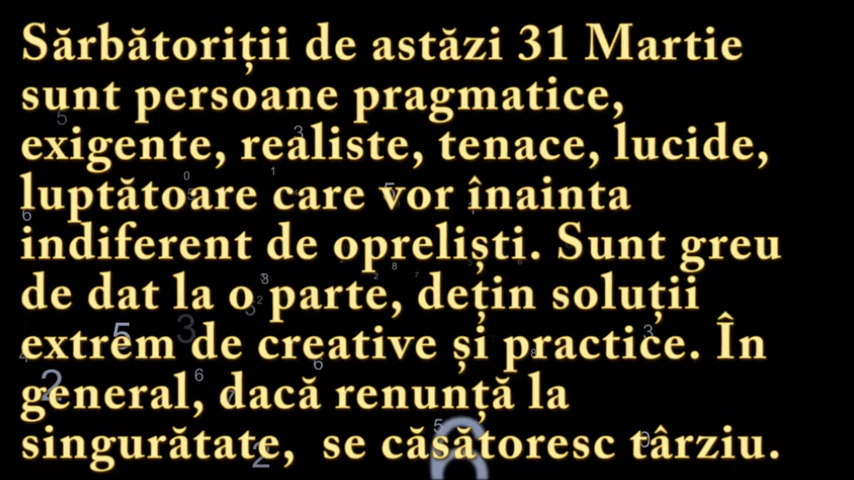 Sărbătoriții de astăzi 31 Martie
sunt persoane pragmatice,
exigente, realiste, tenace, lucide,
luptătoare care vor înainta
indiferent de opreliști. Sunt greu
de dat la o parte, dețin soluții
extrem de creative și practice. În
general, dacă renunță la
singurătate,  se căsătoresc târziu.